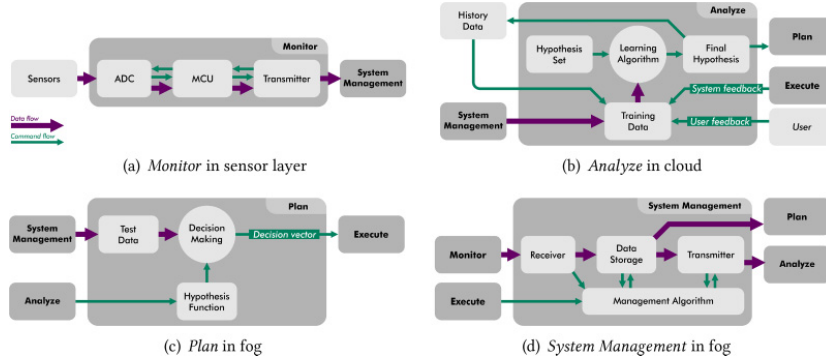 Monitor
Sensors
ADC
MCU
Transmitter
System
Management
Data flow
Command flow
(a) Monitor in sensor layer
History
Data
Analyze
Hypothesis
Set
Learning
Algorithm
Final
Hypothesis
Plan
System feedback
Execute
System
Management
Training
Data
User feedback
User
(b) Analyze in cloud
Plan
System
Management
Test
Data
Decision
Making
Decision vector
Execute
Analyze
Hypothesis
Function
(c) Plan in fog
System Management
Plan
Monitor
Receiver
Data
Storage
Transmitter
Analyze
Execute
Management Algorithm
(d) System Management in fog